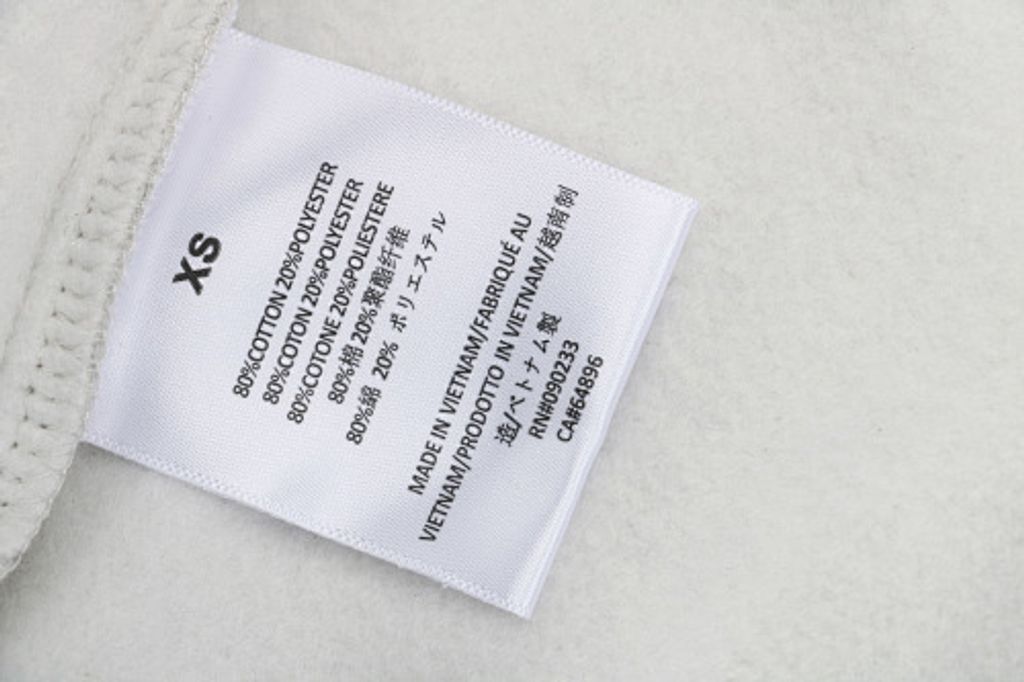 XS
80%COTTON 20%POLYESTER
80%COTON 20%POLYESTER
80%COTONE 20%POLIESTERE
80%棉 20%聚酯纤维
80%綿 20% ポリエステル
MADE IN VIETNAM/FABRIQUÉ AU
VIETNAM/PRODOTTO IN VIETNAM/越南制
造/ベトナム製
RN#090233
CA#64896